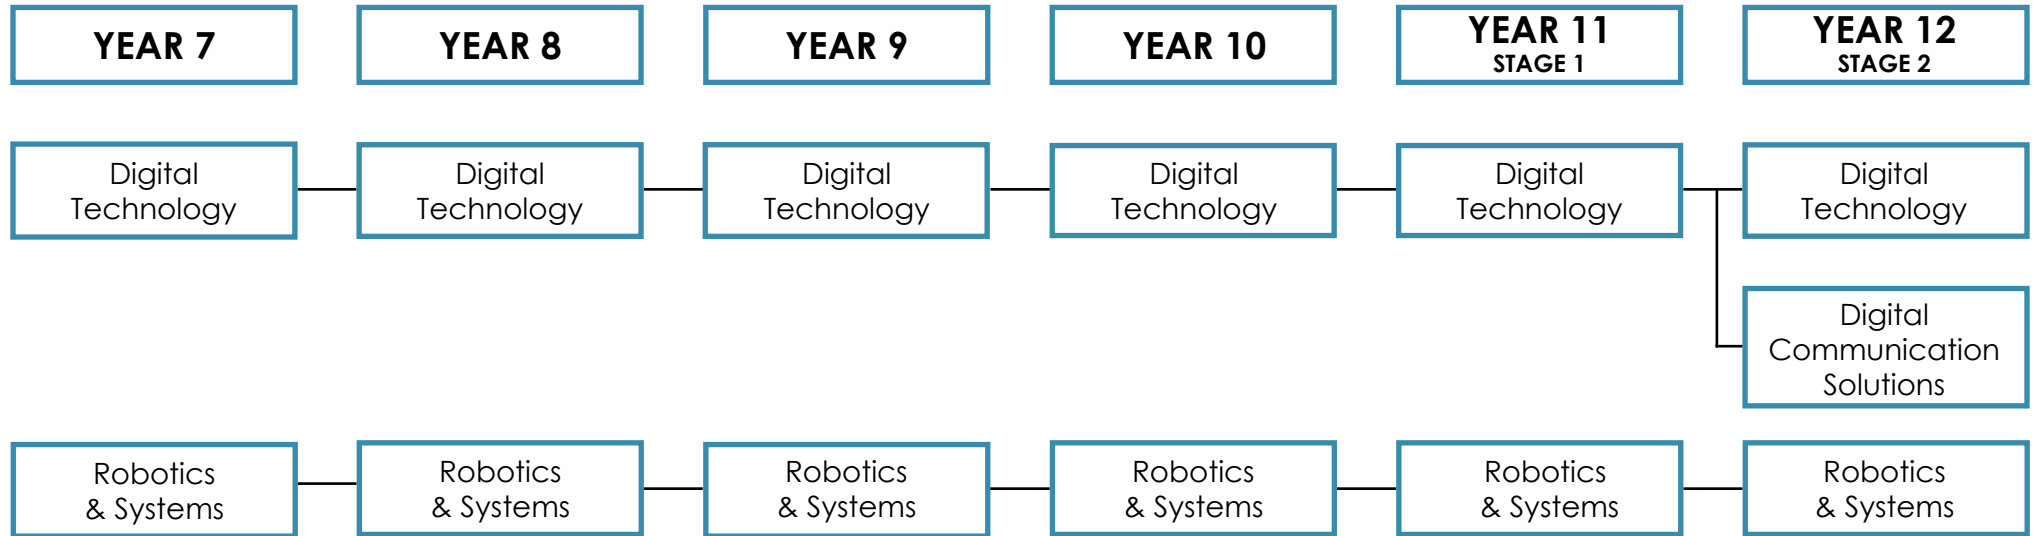 YEAR 7
YEAR 8
YEAR 9
YEAR 10
YEAR 11
STAGE 1
YEAR 12
STAGE 2
Digital
Technology
Digital
Technology
Digital
Technology
Digital
Technology
Digital
Technology
Digital
Technology
Digital
Communication
Solutions
Robotics
& Systems
Robotics
& Systems
Robotics
& Systems
Robotics
& Systems
Robotics
& Systems
Robotics
& Systems